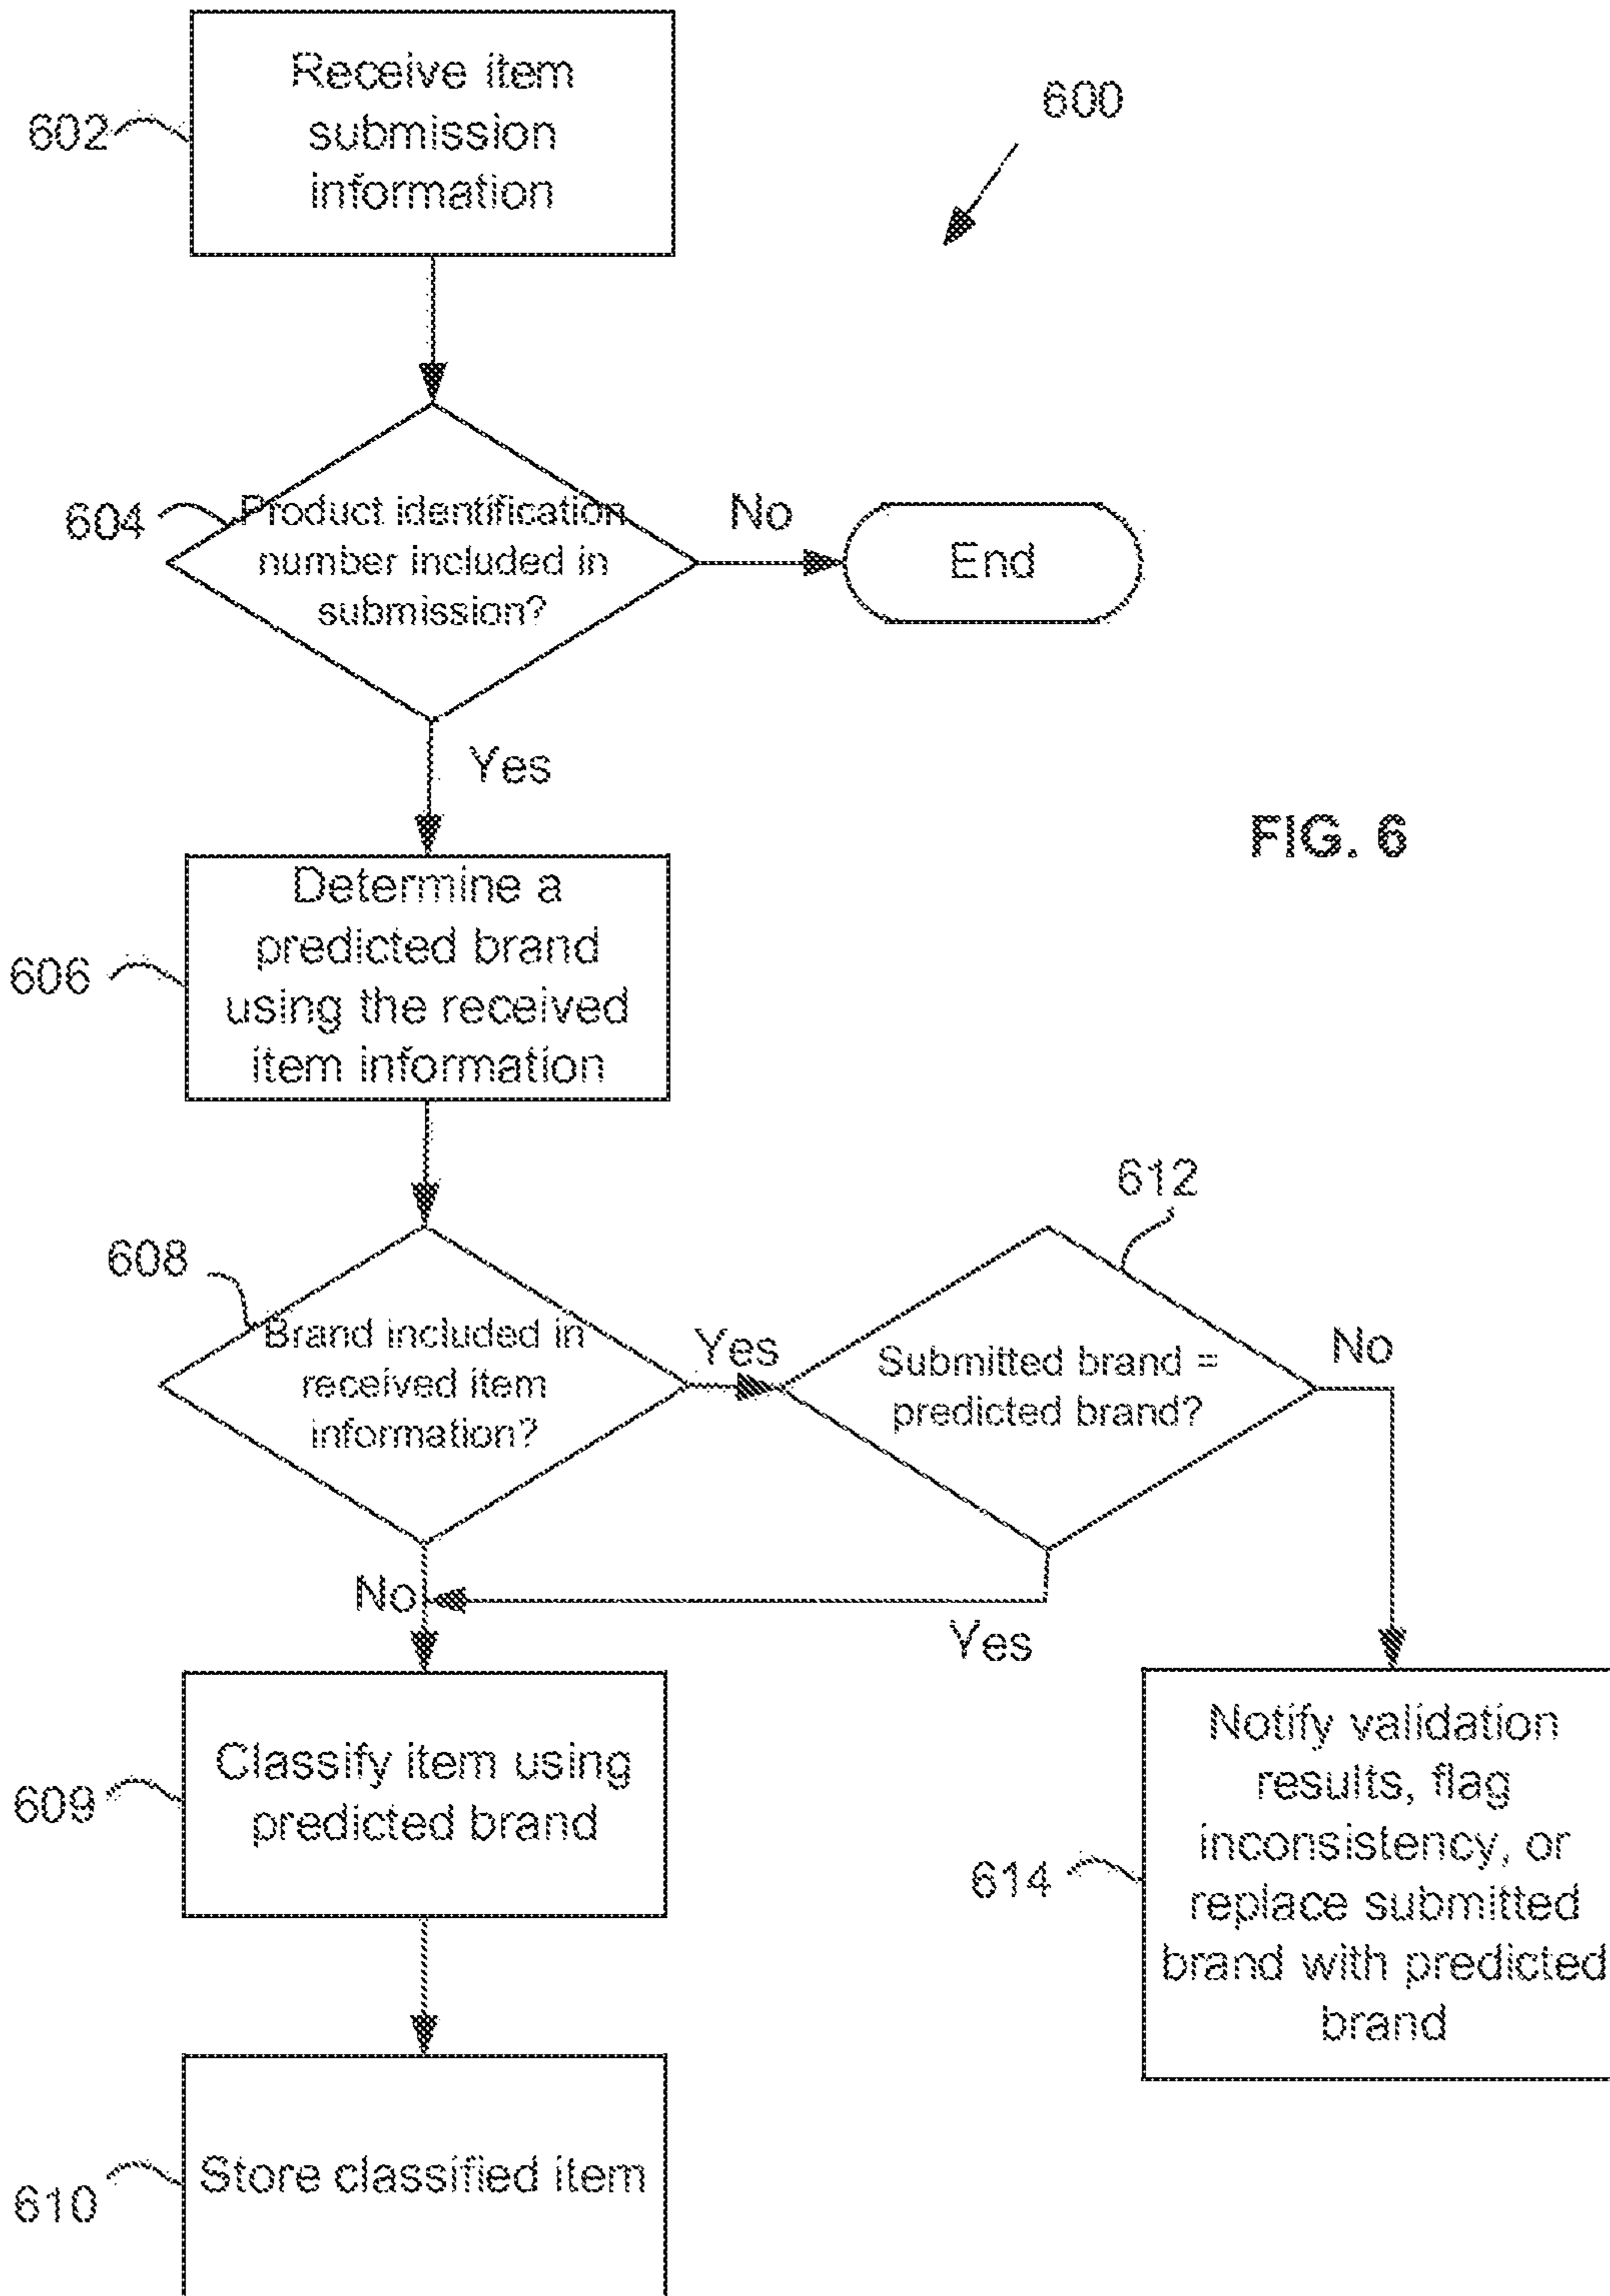 Receive item
submission
information
602
600
604
Product identification
number included in
submission?
No
End
Yes
Determine a
predicted brand
using the received
item information
606
FIG. 6
608
Brand included in
received item
information?
Yes
612
Submitted brand =
predicted brand?
No
No
Yes
Classify item using
predicted brand
609
Notify validation
results, flag
inconsistency, or
replace submitted
brand with predicted
brand
614
Store classified item
610